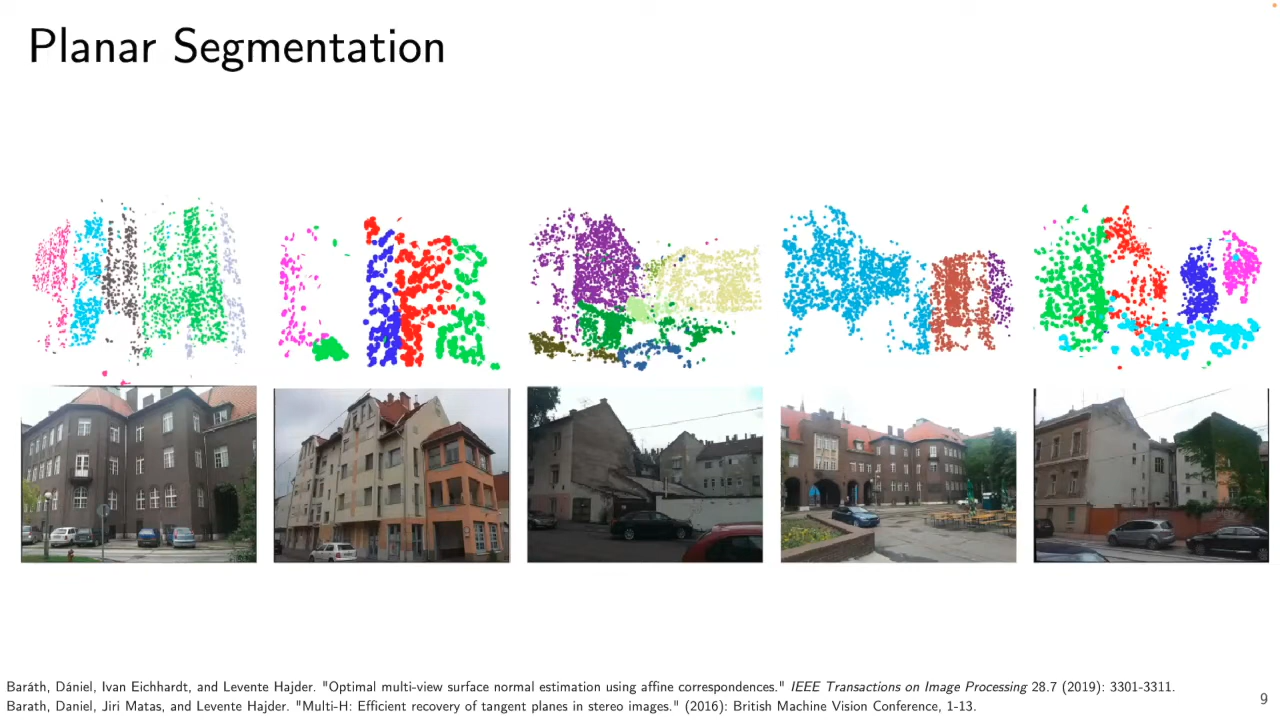 Planar Segmentation
Baráth, Dániel, Ivan Eichhardt, and Levente Hajder. "Optimal multi-view surface normal estimation using affine correspondences." IEEE Transactions on Image Processing 28.7 (2019): 3301-3311.
Barath, Daniel, Jiri Matas, and Levente Hajder. "Multi-H: Efficient recovery of tangent planes in stereo images." (2016): British Machine Vision Conference, 1-13.
9